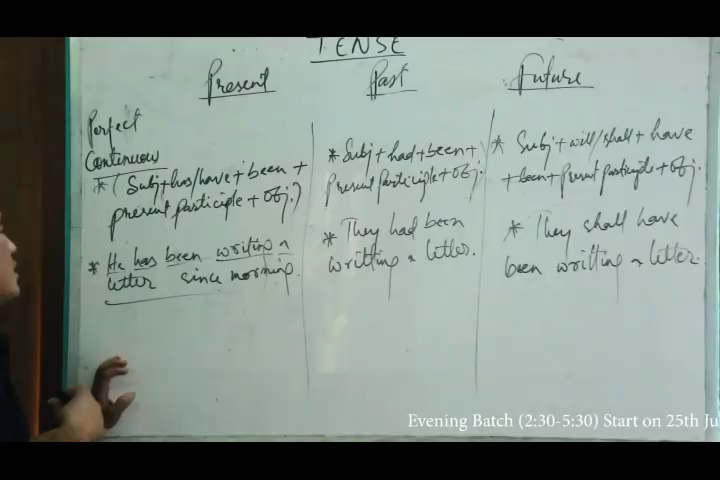 TENSE
Present
Past
Future
Perfect
Continuow
* (Subj+has/have+been+
present participle+Obj.)
* He has been writing a
letter since morning.
* Subj+had+been+
Present Participle+Obj.
* They had been
writting a letter.
* Subj+will/shall+have
+been+Present Participle+Obj.
* They shall have
been writting a letter.
Evening Batch (2:30-5:30) Start on 25th Ju